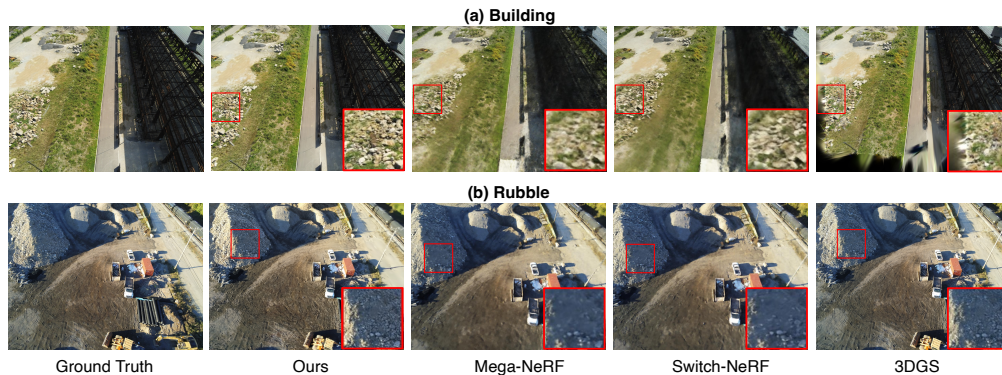 (a) Building
(b) Rubble
Ground Truth Ours Mega-NeRF Switch-NeRF 3DGS